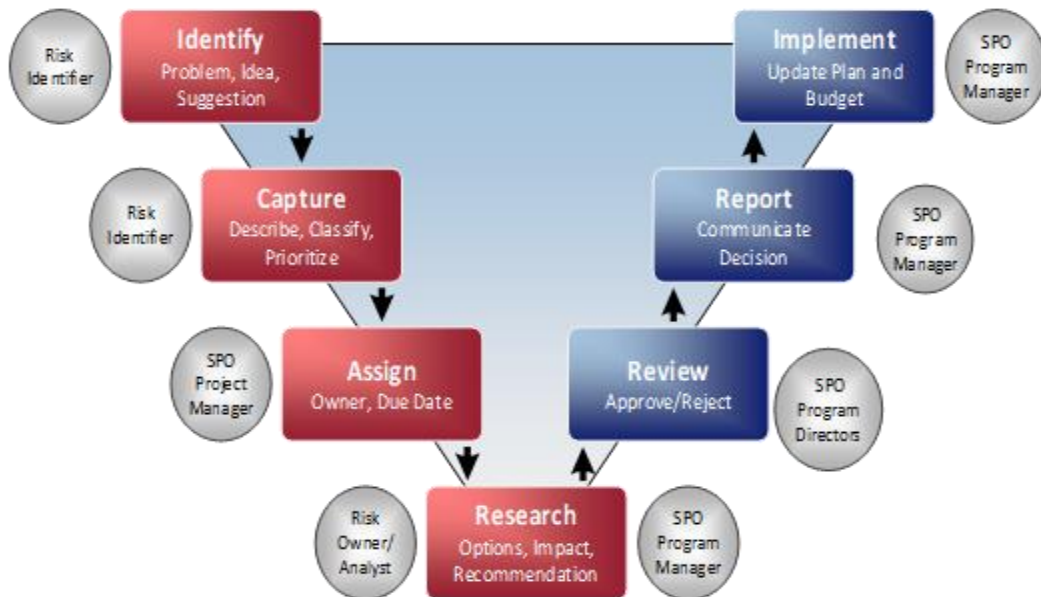 Risk
Identifier
Identify
Problem, Idea,
Suggestion
Implement
Update Plan and
Budget
SPO
Program
Manager
Risk
Identifier
Capture
Describe, Classify,
Prioritize
Report
Communicate
Decision
SPO
Program
Manager
SPO
Project
Manager
Assign
Owner, Due Date
Review
Approve/Reject
SPO
Program
Directors
Risk
Owner/
Analyst
Research
Options, Impact,
Recommendation
SPO
Program
Manager